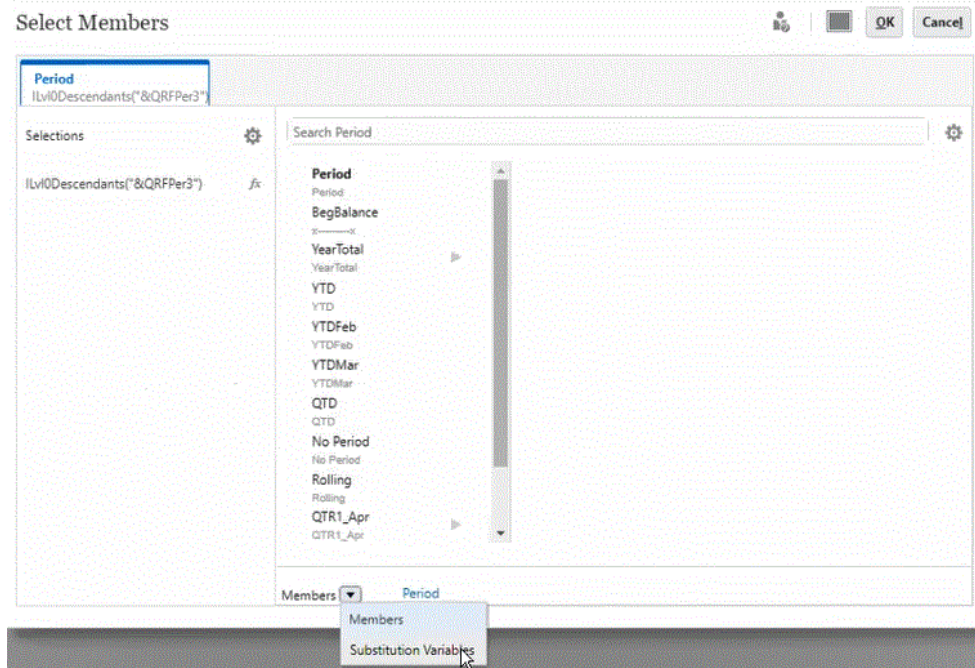 Select Members
OK
Cancel
Period
ILvl0Descendants("&QRFPer3")
Selections
Search Period
ILvl0Descendants("&QRFPer3")
fx
Period
Period
BegBalance
x---------x
YearTotal
YearTotal
YTD
YTD
YTDFeb
YTDFeb
YTDMar
YTDMar
QTD
QTD
No Period
No Period
Rolling
Rolling
QTR1_Apr
QTR1_Apr
Members
Period
Members
Substitution Variables